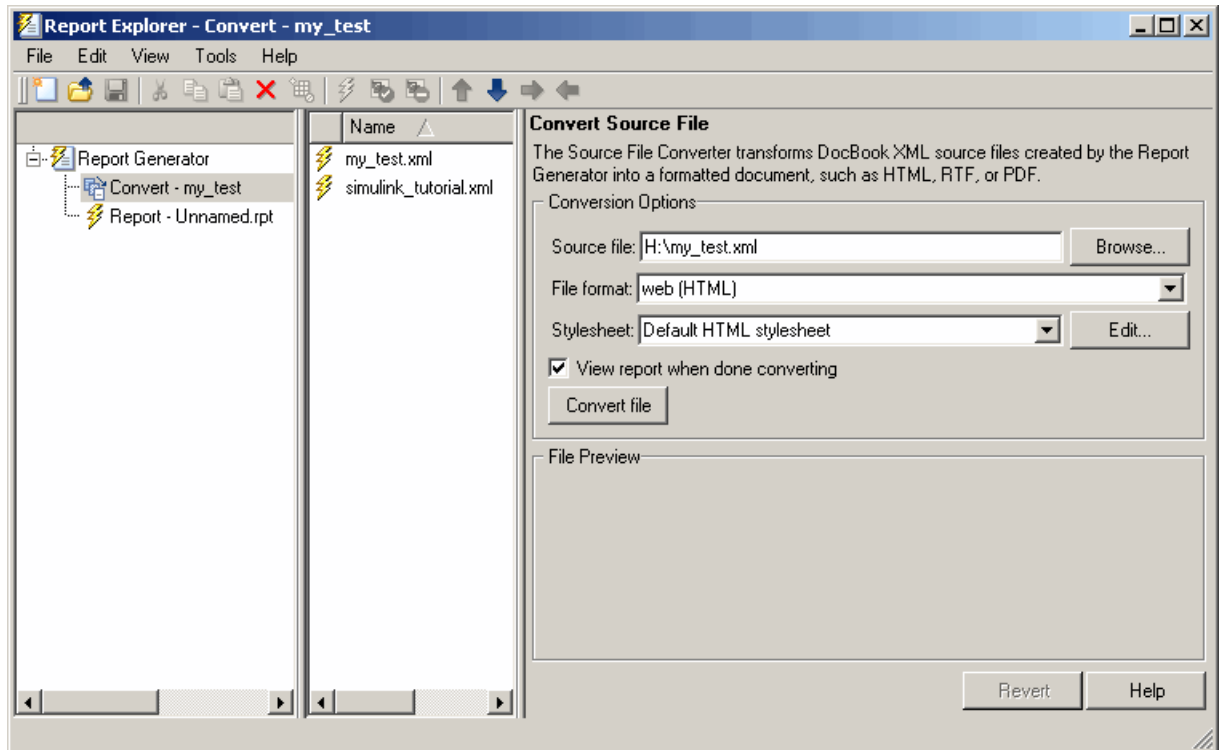 Report Explorer - Convert - my_test
File Edit View Tools Help
Name
Report Generator
Convert - my_test
Report - Unnamed.rpt
my_test.xml
simulink_tutorial.xml
Convert Source File
The Source File Converter transforms DocBook XML source files created by the Report
Generator into a formatted document, such as HTML, RTF, or PDF.
Conversion Options
Source file: H:\my_test.xml Browse...
File format: web (HTML)
Stylesheet: Default HTML stylesheet Edit...
View report when done converting
Convert file
File Preview
Revert Help